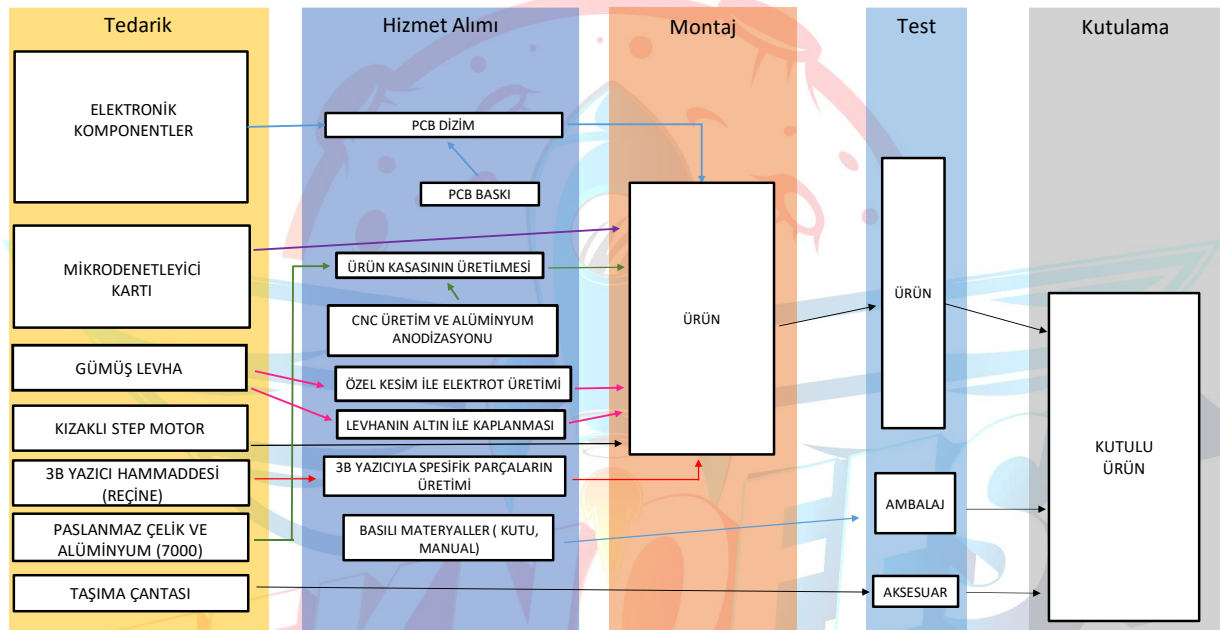 Tedarik
Hizmet Alımı
Montaj
Test
Kutulama
ELEKTRONİK
KOMPONENTLER
MİKRODENETLEYİCİ
KARTI
GÜMÜŞ LEVHA
KIZAKLI STEP MOTOR
3B YAZICI HAMMADDESİ
(REÇİNE)
PASLANMAZ ÇELİK VE
ALÜMİNYUM (7000)
TAŞIMA ÇANTASI
PCB DİZİM
PCB BASKI
ÜRÜN KASASININ ÜRETİLMESİ
CNC ÜRETİM VE ALÜMİNYUM
ANODİZASYONU
ÖZEL KESİM İLE ELEKTROT ÜRETİMİ
LEVHANIN ALTIN İLE KAPLANMASI
3B YAZICIYLA SPESİFİK PARÇALARIN
ÜRETİMİ
BASILI MATERYALLER ( KUTU,
MANUAL)
ÜRÜN
ÜRÜN
AMBALAJ
AKSESUAR
KUTULU
ÜRÜN